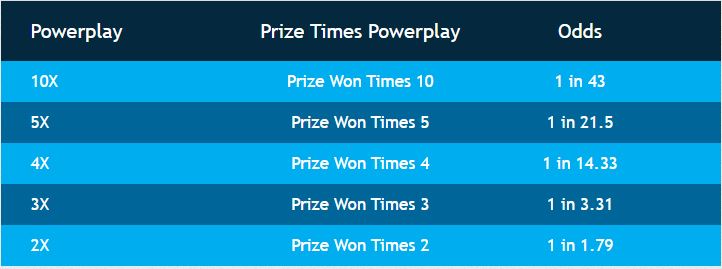 Powerplay Prize Times Powerplay Odds
10X Prize Won Times 10 1 in 43
5X Prize Won Times 5 1 in 21.5
4X Prize Won Times 4 1 in 14.33
3X Prize Won Times 3 1 in 3.31
2X Prize Won Times 2 1 in 1.79